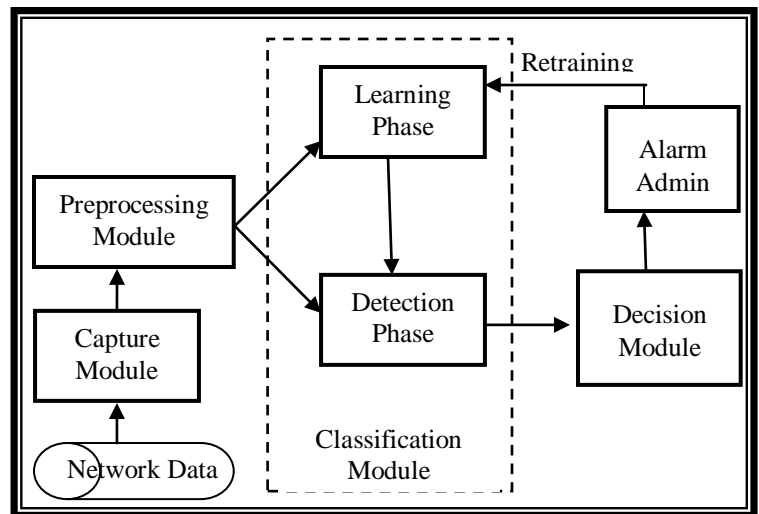 Retraining
Learning
Phase
Alarm
Admin
Preprocessing
Module
Detection
Phase
Decision
Module
Capture
Module
Classification
Module
Network Data